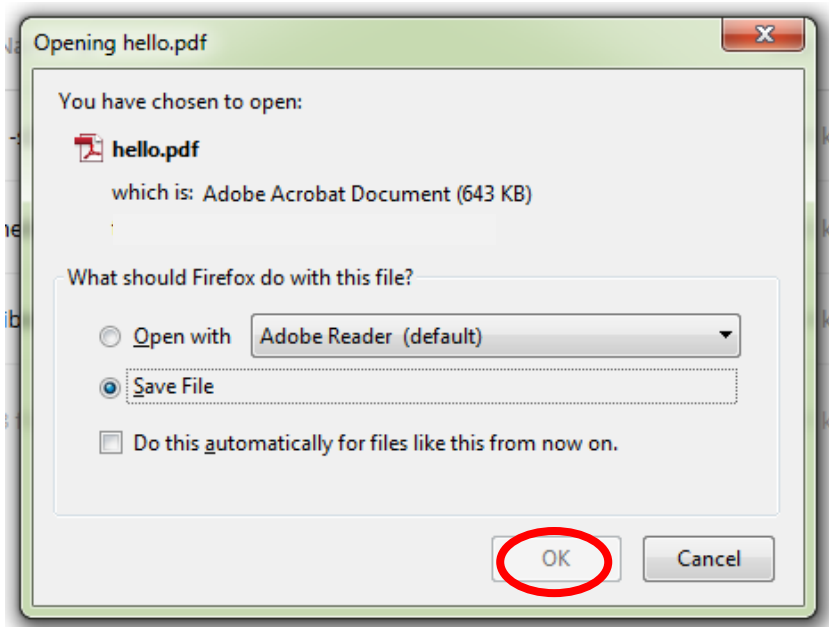 Opening hello.pdf
You have chosen to open:
hello.pdf
which is: Adobe Acrobat Document (643 KB)
What should Firefox do with this file?
Open with Adobe Reader (default)
Save File
Do this automatically for files like this from now on.
OK Cancel